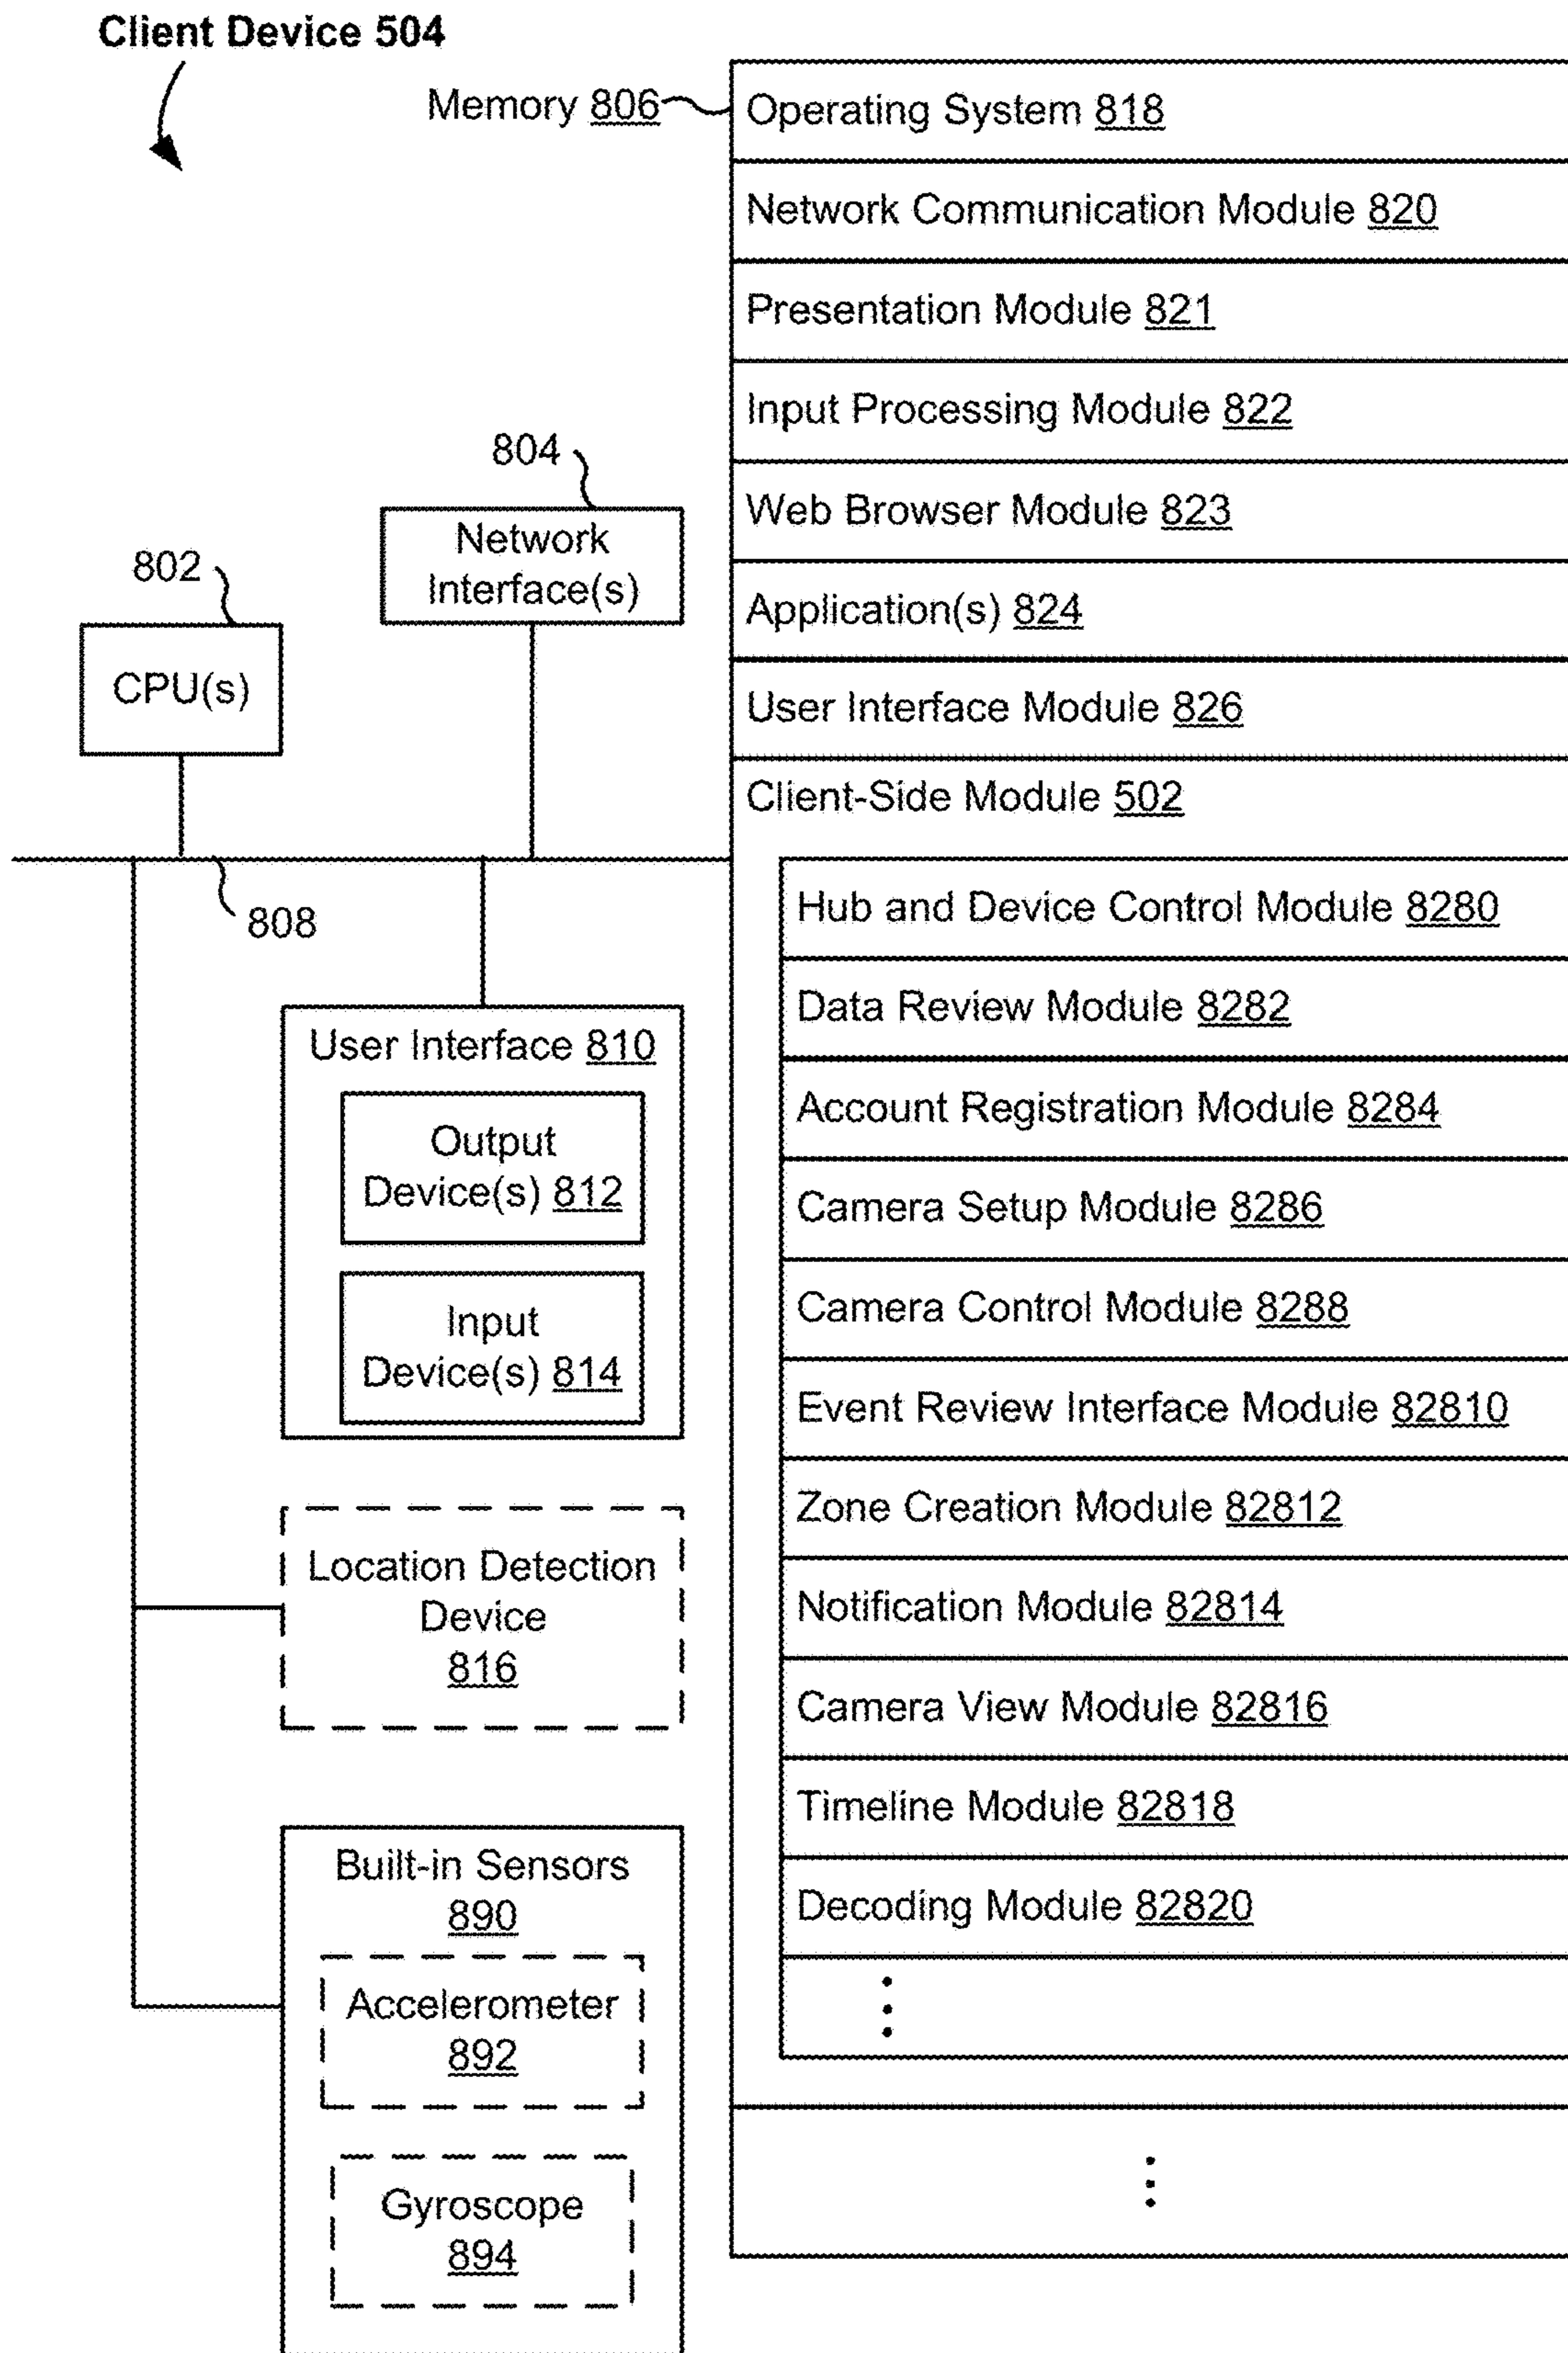 Client Device 504
Memory 806
Operating System 818
Network Communication Module 820
Presentation Module 821
Input Processing Module 822
Web Browser Module 823
Application(s) 824
User Interface Module 826
Client-Side Module 502
Hub and Device Control Module 8280
Data Review Module 8282
Account Registration Module 8284
Camera Setup Module 8286
Camera Control Module 8288
Event Review Interface Module 82810
Zone Creation Module 82812
Notification Module 82814
Camera View Module 82816
Timeline Module 82818
Decoding Module 82820
804
Network
Interface(s)
802
CPU(s)
808
User Interface 810
Output
Device(s) 812
Input
Device(s) 814
Location Detection
Device
816
Built-in Sensors
890
Accelerometer
892
Gyroscope
894